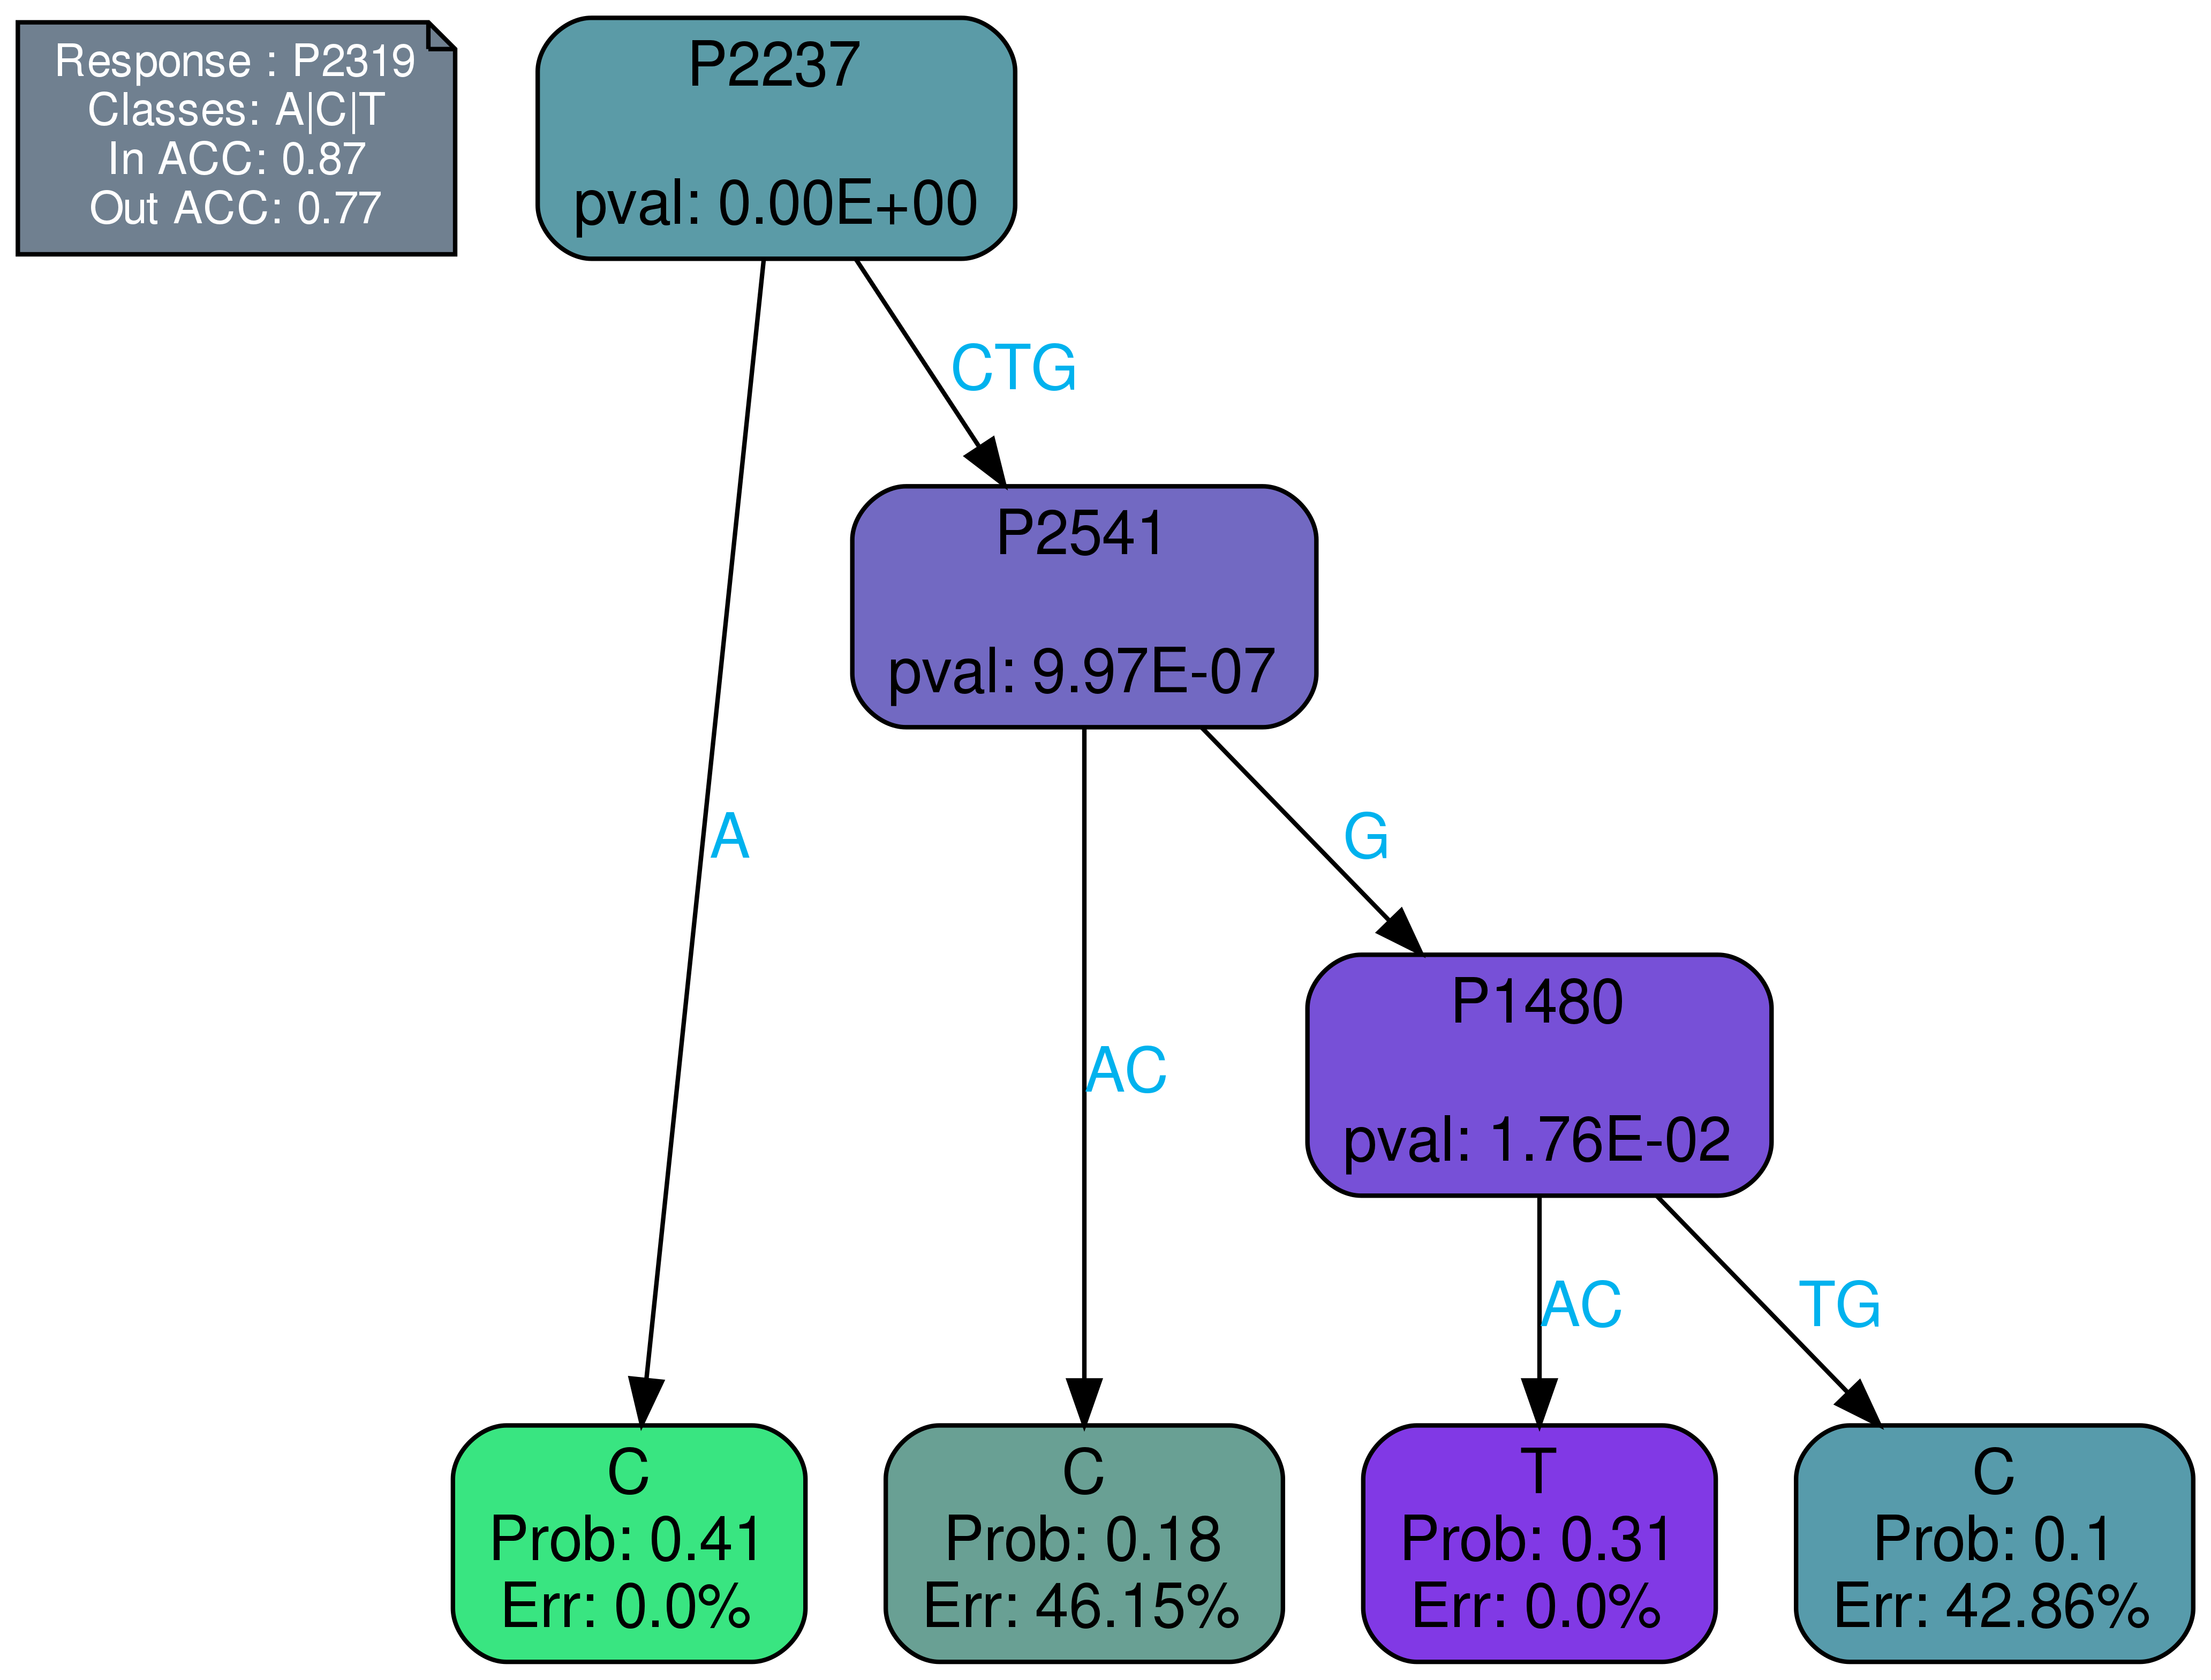 Response : P2319
Classes: A|C|T
In ACC: 0.87
Out ACC: 0.77
P2237
pval: 0.00E+00
CTG
P2541
pval: 9.97E-07
A
G
P1480
pval: 1.76E-02
AC
AC
TG
C
Prob: 0.41
Err: 0.0%
C
Prob: 0.18
Err: 46.15%
T
Prob: 0.31
Err: 0.0%
C
Prob: 0.1
Err: 42.86%